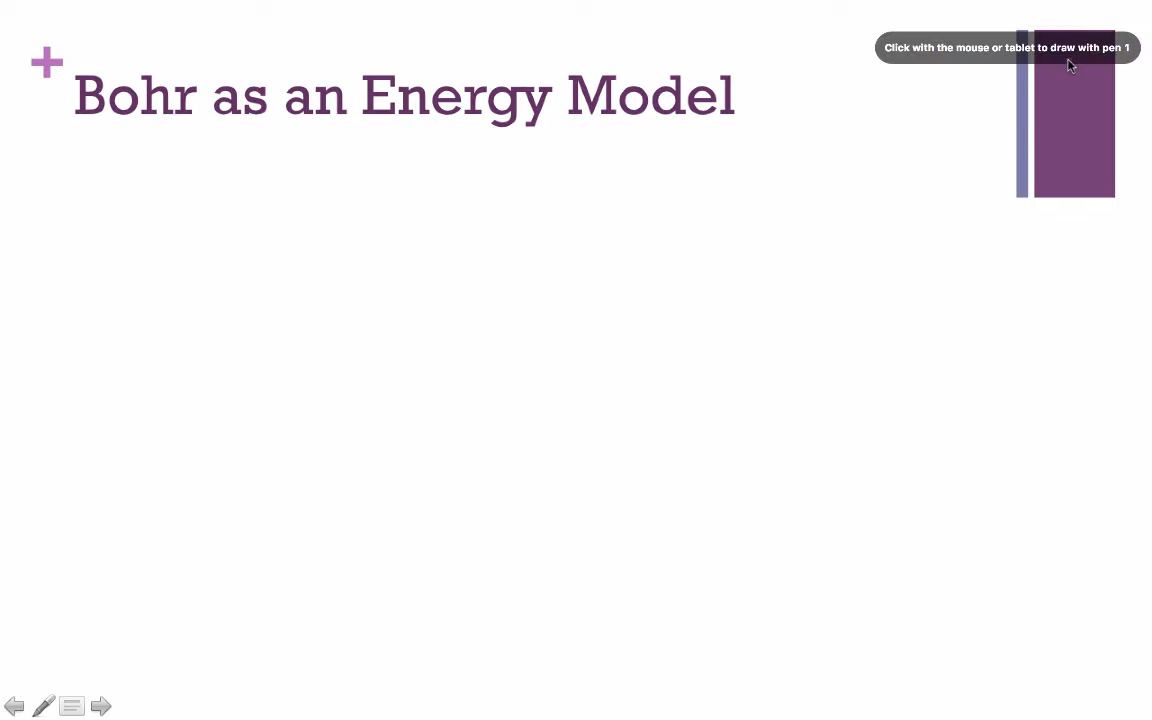 Click with the mouse or tablet to draw with pen 1
+
Bohr as an Energy Model